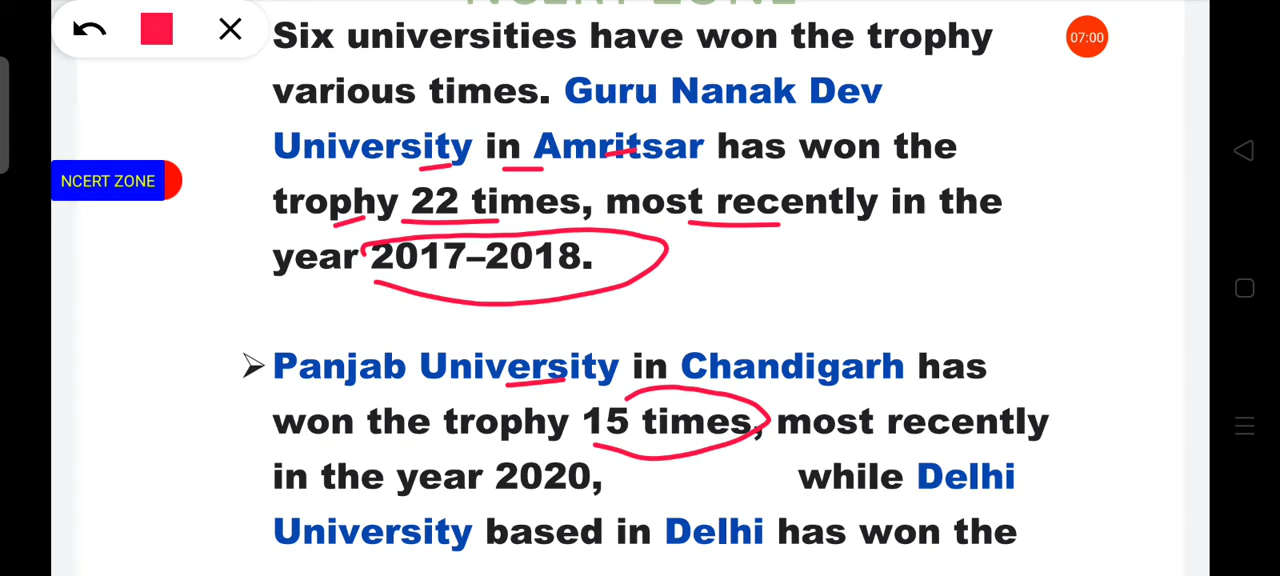 NCERT ZONE
Six universities have won the trophy
07:00
various times. Guru Nanak Dev
University in Amritsar has won the
NCERT ZONE
trophy 22 times, most recently in the
year 2017–2018.
➢ Panjab University in Chandigarh has
won the trophy 15 times, most recently
in the year 2020, while Delhi
University based in Delhi has won the